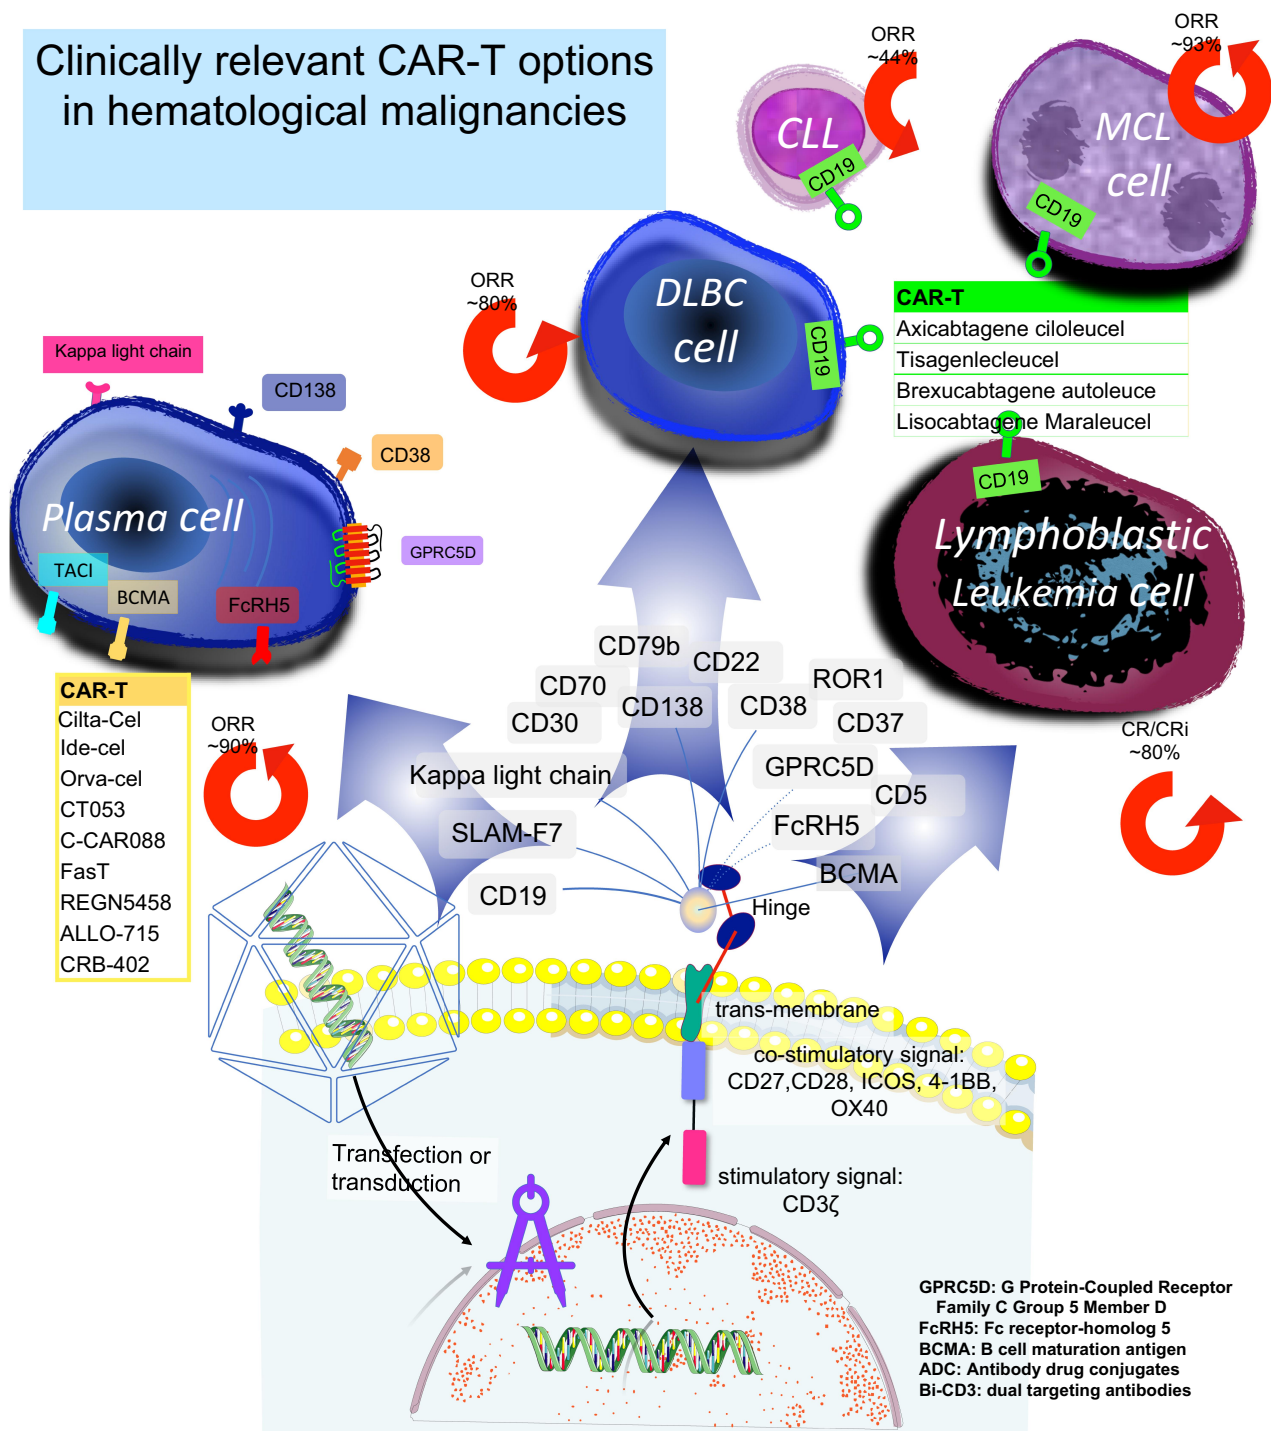 Clinically relevant CAR-T options
in hematological malignancies
ORR
~44%
ORR
~93%
CLL
CD19
MCL
cell
CD19
ORR
~80%
DLBC
cell
CD19
CAR-T
Axicabtagene ciloleucel
Tisagenlecleucel
Brexucabtagene autoleuce
Lisocabtagene Maraleucel
Kappa light chain
CD138
CD38
GPRC5D
Plasma cell
TACI
BCMA
FcRH5
CD19
Lymphoblastic
Leukemia cell
CAR-T
Cilta-Cel
Ide-cel
Orva-cel
CT053
C-CAR088
FasT
REGN5458
ALLO-715
CRB-402
ORR
~90%
CR/CRi
~80%
CD79b
CD22
ROR1
CD70
CD138
CD38
CD37
CD30
Kappa light chain
GPRC5D
CD5
SLAM-F7
FcRH5
CD19
BCMA
Hinge
trans-membrane
co-stimulatory signal:
CD27,CD28, ICOS, 4-1BB,
OX40
Transfection or
transduction
stimulatory signal:
CD3ζ
GPRC5D: G Protein-Coupled Receptor
Family C Group 5 Member D
FcRH5: Fc receptor-homolog 5
BCMA: B cell maturation antigen
ADC: Antibody drug conjugates
Bi-CD3: dual targeting antibodies